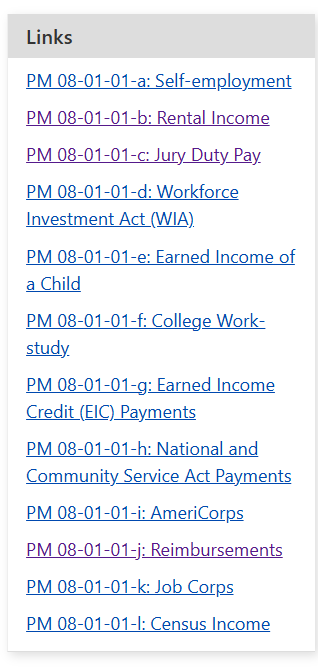 Links
PM 08-01-01-a: Self-employment
PM 08-01-01-b: Rental Income
PM 08-01-01-c: Jury Duty Pay
PM 08-01-01-d: Workforce
Investment Act (WIA)
PM 08-01-01-e: Earned Income of
a Child
PM 08-01-01-f: College Work-
study
PM 08-01-01-g: Earned Income
Credit (EIC) Payments
PM 08-01-01-h: National and
Community Service Act Payments
PM 08-01-01-i: AmeriCorps
PM 08-01-01-j: Reimbursements
PM 08-01-01-k: Job Corps
PM 08-01-01-l: Census Income